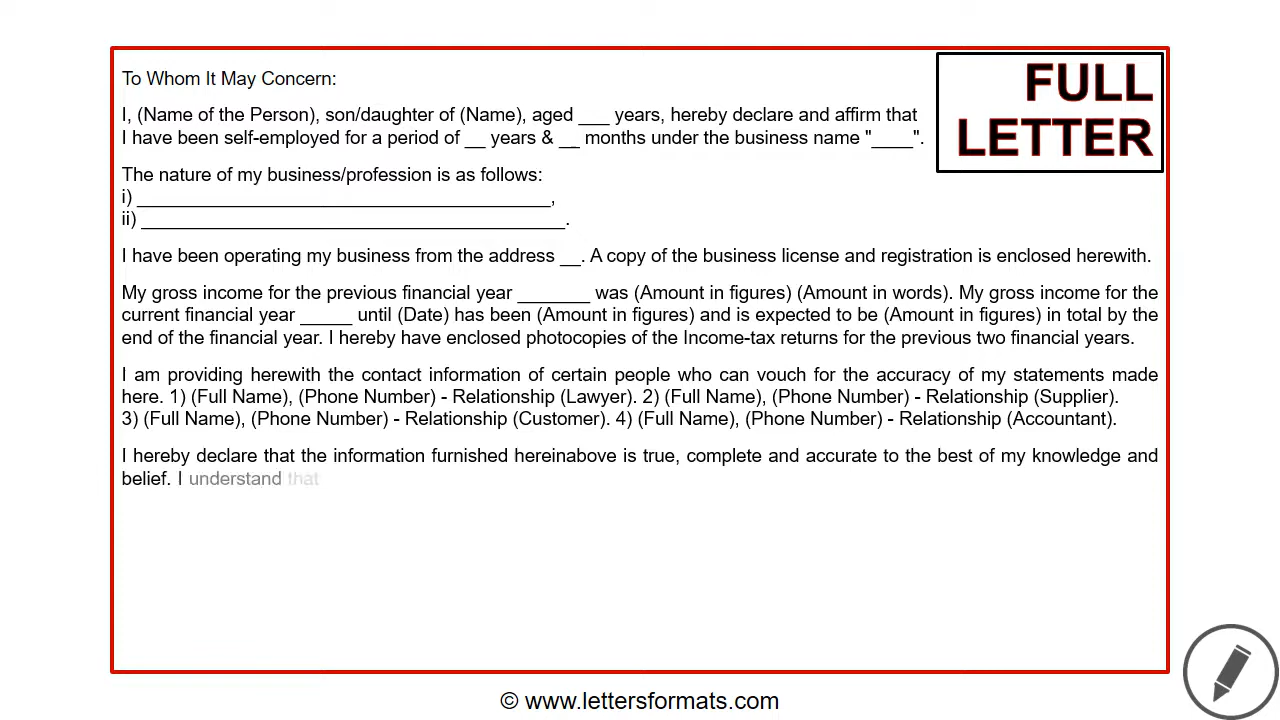 To Whom It May Concern:
FULL
LETTER
I, (Name of the Person), son/daughter of (Name), aged ___ years, hereby declare and affirm that
I have been self-employed for a period of __ years & __ months under the business name "____".
The nature of my business/profession is as follows:
i) ________________________________________,
ii) _________________________________________.
I have been operating my business from the address __. A copy of the business license and registration is enclosed herewith.
My gross income for the previous financial year _______ was (Amount in figures) (Amount in words). My gross income for the
current financial year _____ until (Date) has been (Amount in figures) and is expected to be (Amount in figures) in total by the
end of the financial year. I hereby have enclosed photocopies of the Income-tax returns for the previous two financial years.
I am providing herewith the contact information of certain people who can vouch for the accuracy of my statements made
here. 1) (Full Name), (Phone Number) - Relationship (Lawyer). 2) (Full Name), (Phone Number) - Relationship (Supplier).
3) (Full Name), (Phone Number) - Relationship (Customer). 4) (Full Name), (Phone Number) - Relationship (Accountant).
I hereby declare that the information furnished hereinabove is true, complete and accurate to the best of my knowledge and
belief. I understand that
© www.lettersformats.com